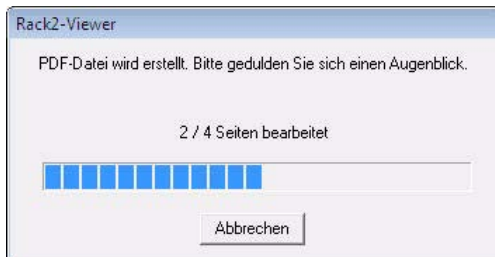 Rack2-Viewer
PDF-Datei wird erstellt. Bitte gedulden Sie sich einen Augenblick.
2 / 4 Seiten bearbeitet
Abbrechen